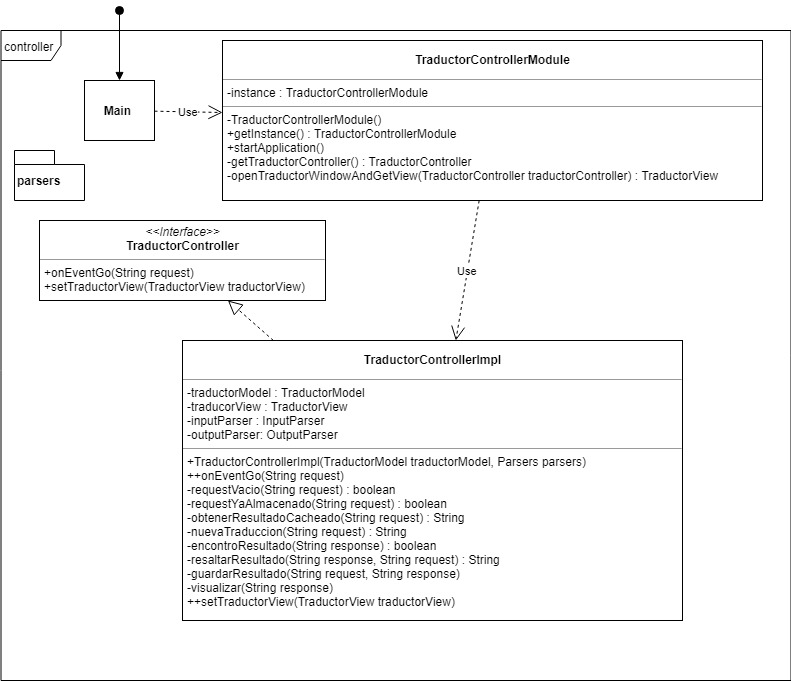 controller
Main
Use
TraductorControllerModule
-instance : TraductorControllerModule
-TraductorControllerModule()
+getInstance() : TraductorControllerModule
+startApplication()
-getTraductorController() : TraductorController
-openTraductorWindowAndGetView(TraductorController traductorController) : TraductorView
parsers
<<Interface>>
TraductorController
+onEventGo(String request)
+setTraductorView(TraductorView traductorView)
Use
TraductorControllerImpl
-traductorModel : TraductorModel
-traducorView : TraductorView
-inputParser : InputParser
-outputParser: OutputParser
+TraductorControllerImpl(TraductorModel traductorModel, Parsers parsers)
++onEventGo(String request)
-requestVacio(String request) : boolean
-requestYaAlmacenado(String request) : boolean
-obtenerResultadoCacheado(String request) : String
-nuevaTraduccion(String request) : String
-encontroResultado(String response) : boolean
-resaltarResultado(String response, String request) : String
-guardarResultado(String request, String response)
-visualizar(String response)
++setTraductorView(TraductorView traductorView)